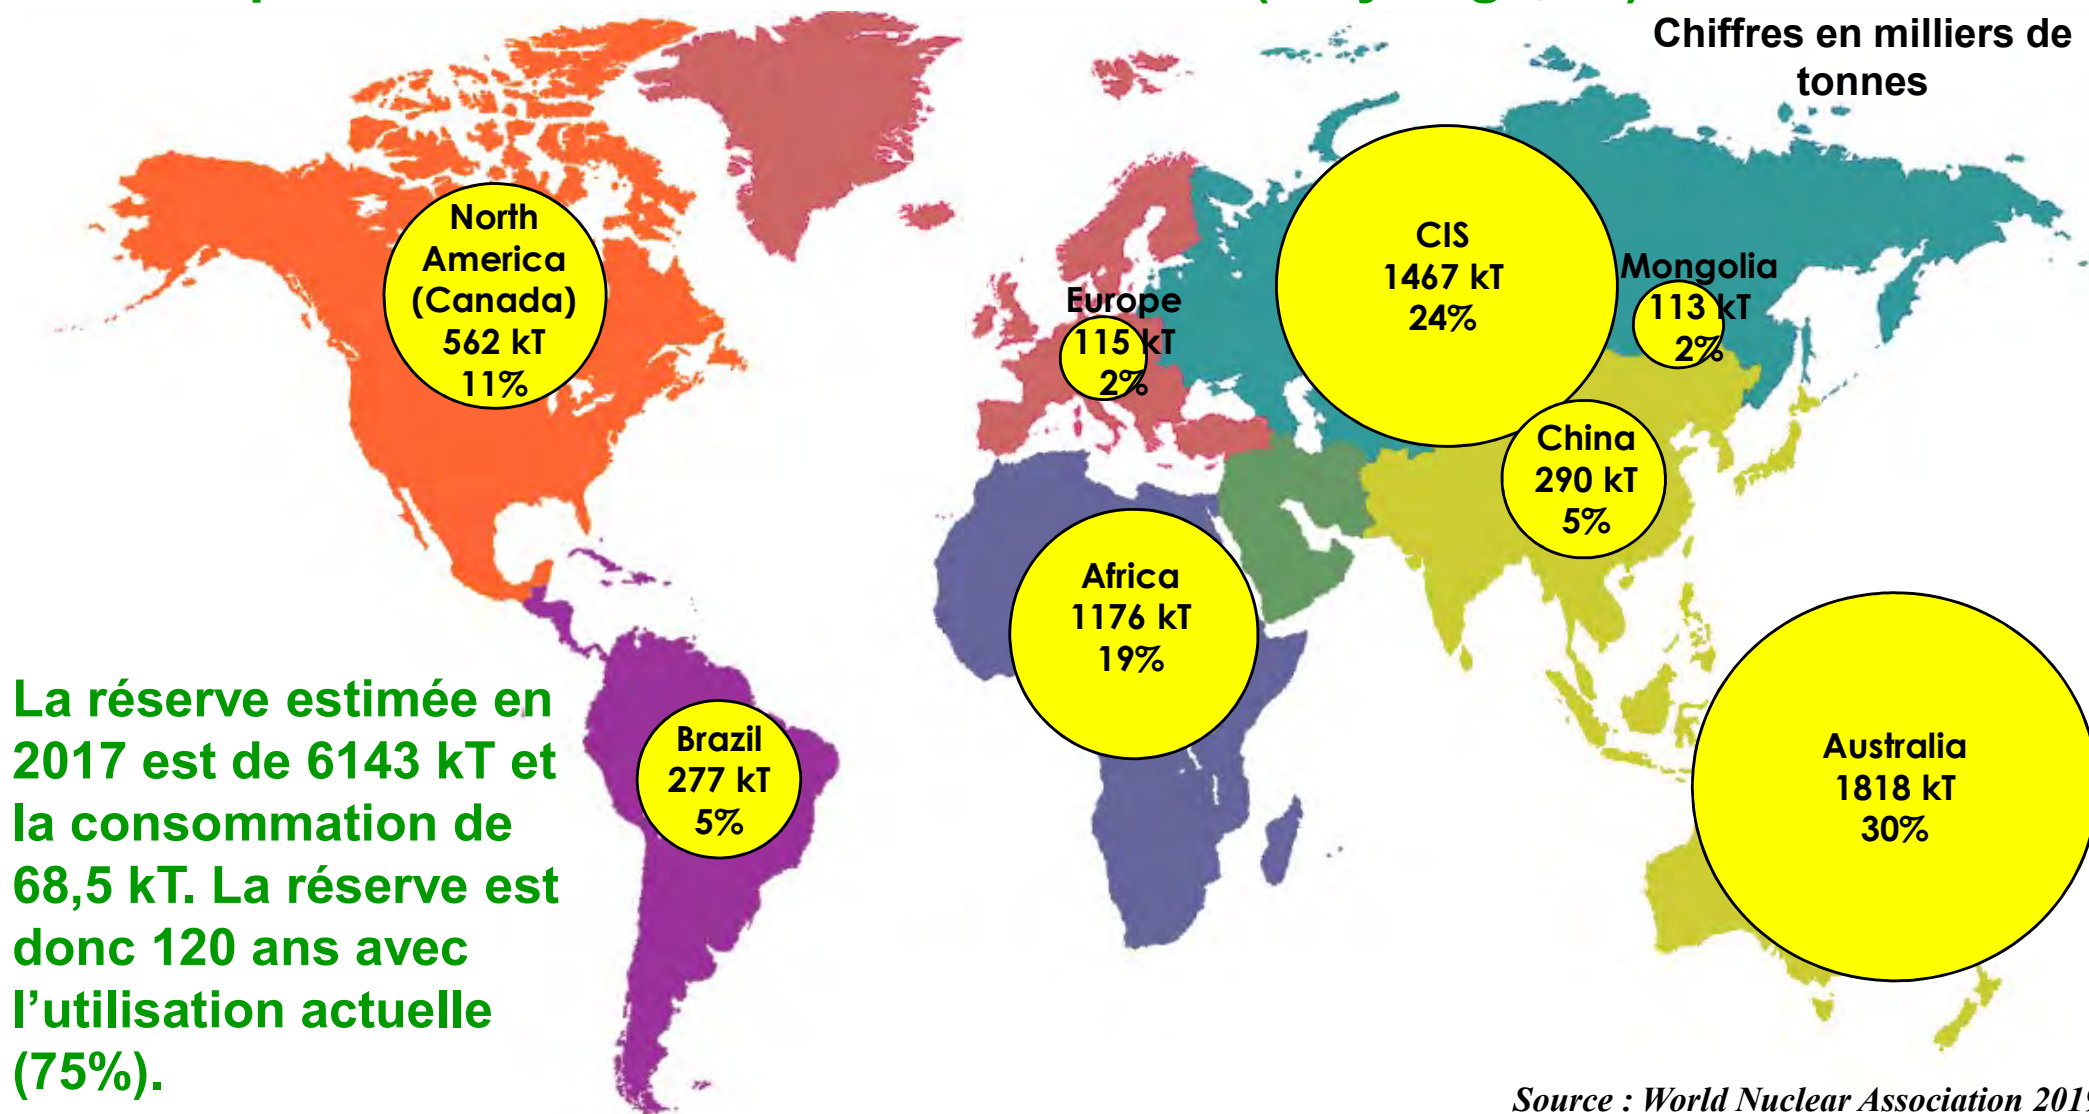 Chiffres en milliers de
tonnes
North
America
(Canada)
562 kT
11%
Europe
115 kT
2%
CIS
1467 kT
24%
Mongolia
113 kT
2%
China
290 kT
5%
Africa
1176 kT
19%
Brazil
277 kT
5%
Australia
1818 kT
30%
La réserve estimée en
2017 est de 6143 kT et
la consommation de
68,5 kT. La réserve est
donc 120 ans avec
l’utilisation actuelle
(75%).
Source : World Nuclear Association 2019